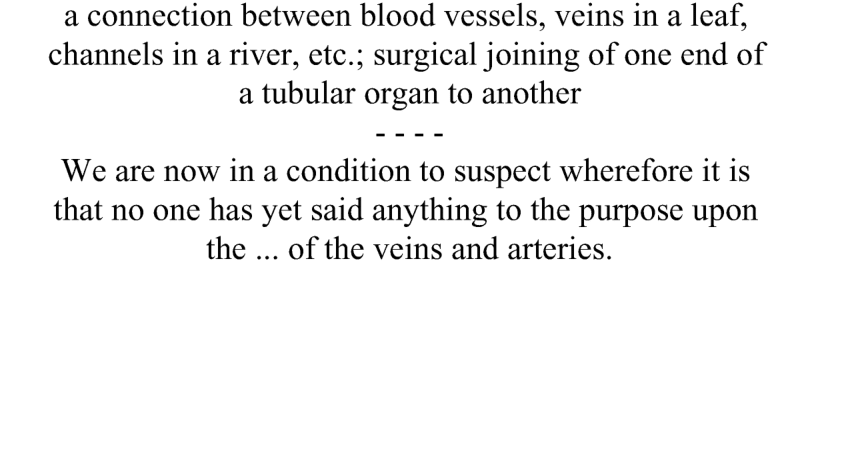 a connection between blood vessels, veins in a leaf,
channels in a river, etc.; surgical joining of one end of
a tubular organ to another
- - - -
We are now in a condition to suspect wherefore it is
that no one has yet said anything to the purpose upon
the ... of the veins and arteries.